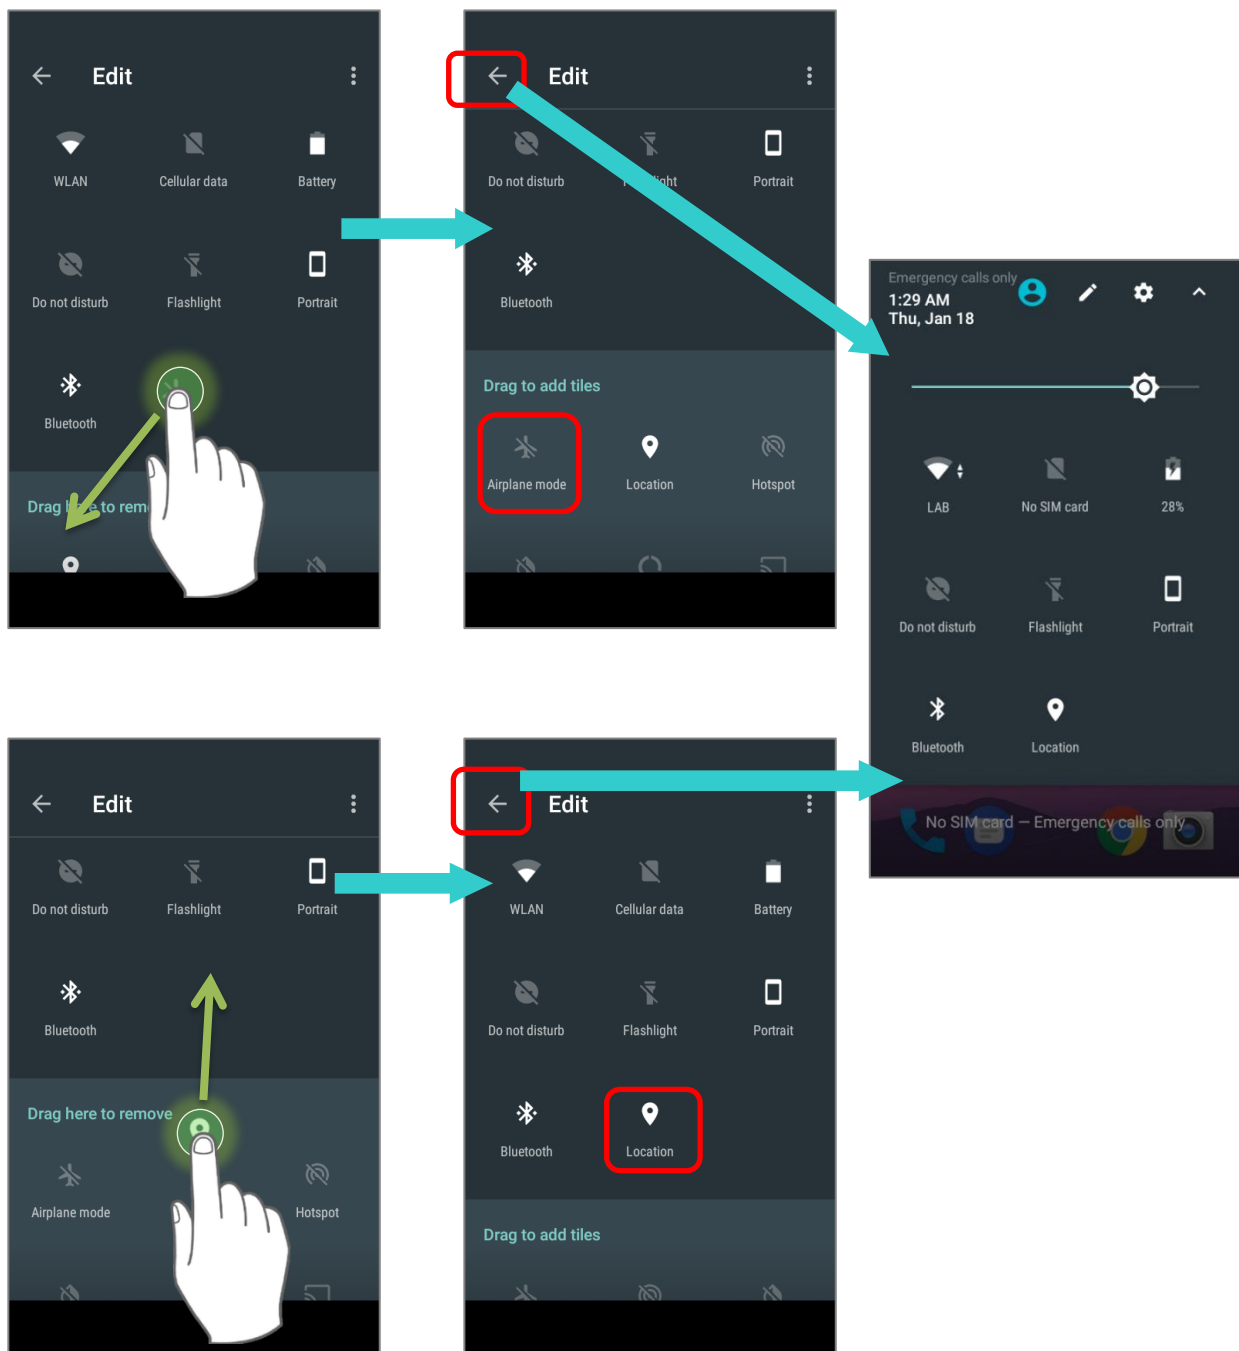 Edit
WLAN Cellular data Battery
Do not disturb Flashlight Portrait
Bluetooth
Drag to rem
Edit
Do not disturb light Portrait
Bluetooth
Drag to add tiles
Airplane mode Location Hotspot
Emergency calls only
1:29 AM
Thu, Jan 18
LAB No SIM card 28%
Do not disturb Flashlight Portrait
Bluetooth Location
No SIM card — Emergency calls only
Edit
Do not disturb Flashlight Portrait
Bluetooth
Drag here to remove
Airplane mode Hotspot
Edit
WLAN Cellular data Battery
Do not disturb Flashlight Portrait
Bluetooth Location
Drag to add tiles